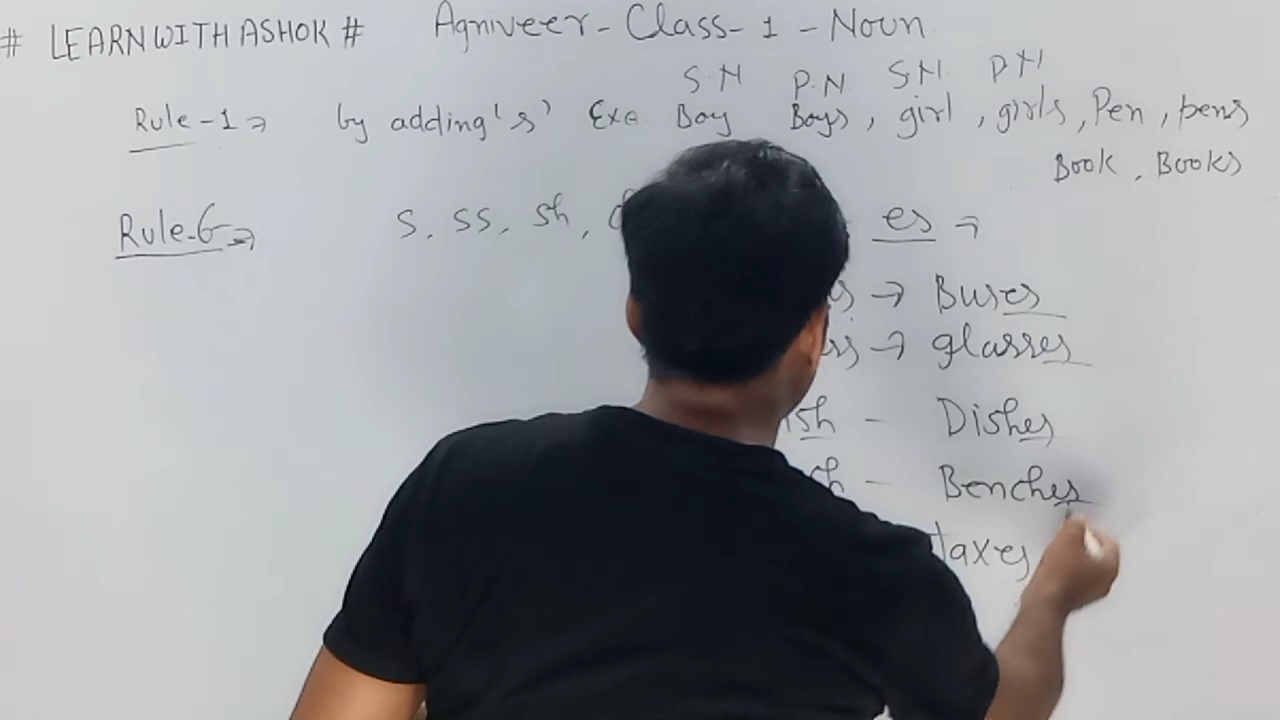 # LEARN WITH ASHOK # Agniveer - Class - 1 - Noun
S.N P.N S.N P.N
Rule - 1 → by adding 's' Exa Boy Boys, girl, girls, Pen, pens
Book, Books
Rule - 6 → s, ss, sh, es →
→ Buses
→ glasses
ish - Dishes
ch - Benches
Taxes